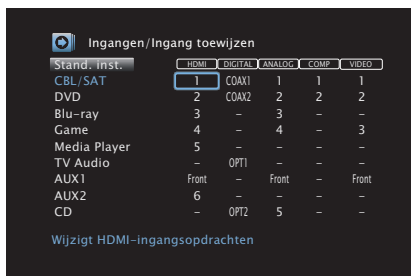 Ingangen/Ingang toewijzen
Stand. inst. HDMI DIGITAL ANALOG COMP VIDEO
CBL/SAT 1 COAX1 1 1 1
DVD 2 COAX2 2 2 2
Blu-ray 3 – 3 – –
Game 4 – 4 – 3
Media Player 5 – – – –
TV Audio – OPT1 – – –
AUX1 Front – Front – Front
AUX2 6 – – – –
CD – OPT2 5 – –
Wijzigt HDMI-ingangsopdrachten